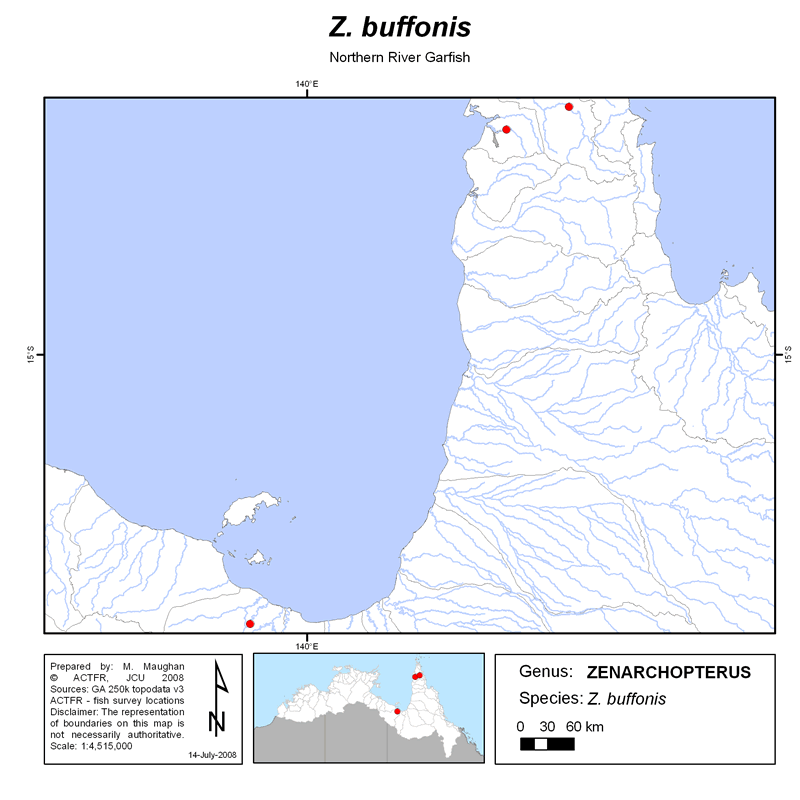 Z. buffonis
Northern River Garfish
140°E
15°S
15°S
140°E
Prepared by: M. Maughan
© ACTFR, JCU 2008
Sources: GA 250k topodata v3
ACTFR - fish survey locations
Disclaimer: The representation
of boundaries on this map is
not necessarily authoritative.
Scale: 1:4,515,000
N
14-July-2008
Genus: ZENARCHOPTERUS
Species: Z. buffonis
0 30 60 km